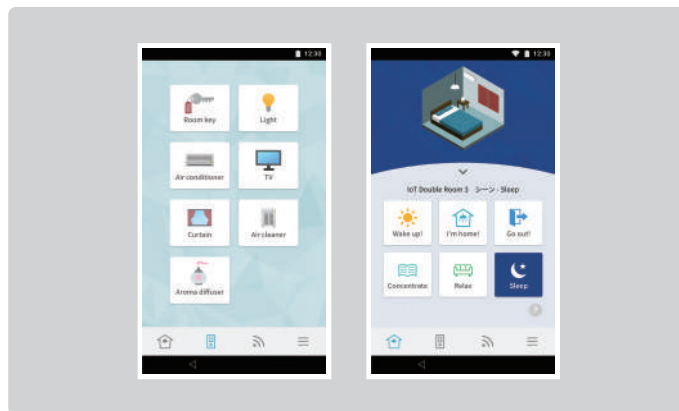 12:30
Room key
Light
Air conditioner
TV
Curtain
Air cleaner
Aroma diffuser
12:30
IoT Double Room 3 シーン - Sleep
Wake up!
I'm home!
Go out!
Concentrate
Relax
Sleep
?